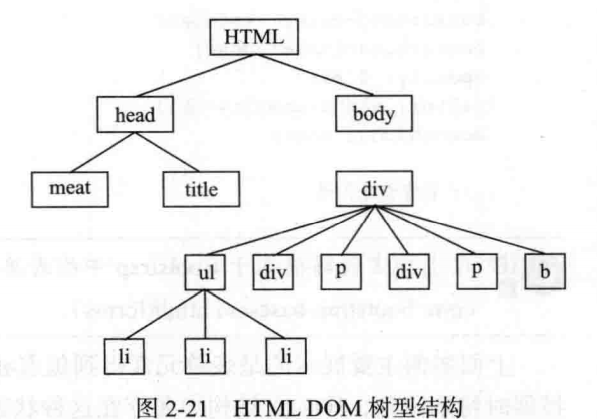 HTML
head body
meat title div
ul div p div p b
li li li
图 2-21 HTML DOM 树型结构